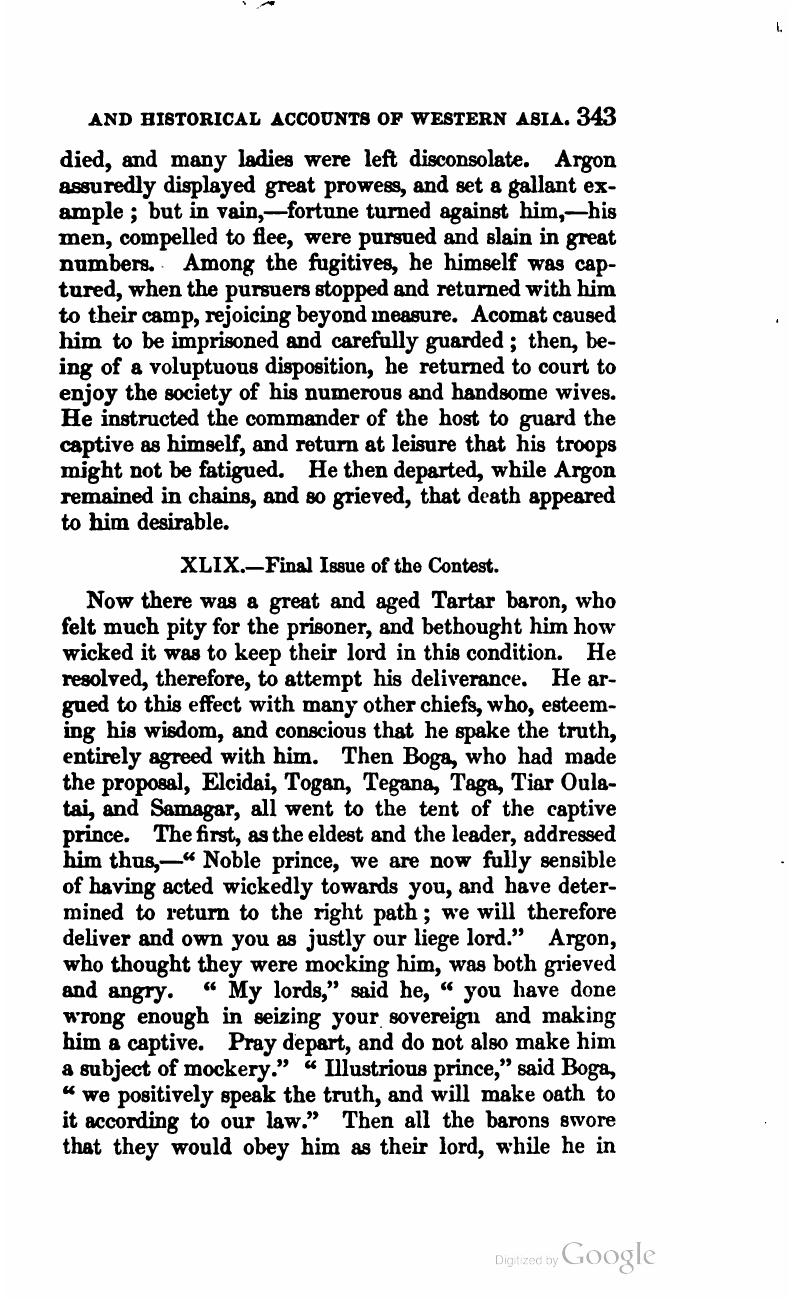 AND HISTORICAL ACCOUNTS OF WESTERN ASIA. 343
died, and many ladies were left disconsolate. Argon
assuredly displayed great prowess, and set a gallant ex-
ample ; but in vain,—fortune turned against him,—his
men, compelled to flee, were pursued and slain in great
numbers. Among the fugitives, he himself was cap-
tured, when the pursuers stopped and returned with him
to their camp, rejoicing beyond measure. Acomat caused
him to be imprisoned and carefully guarded ; then, be-
ing of a voluptuous disposition, he returned to court to
enjoy the society of his numerous and handsome wives.
He instructed the commander of the host to guard the
captive as himself, and return at leisure that his troops
might not be fatigued. He then departed, while Argon
remained in chains, and so grieved, that death appeared
to him desirable.
XLIX.—Final Issue of the Contest.
Now there was a great and aged Tartar baron, who
felt much pity for the prisoner, and bethought him how
wicked it was to keep their lord in this condition. He
resolved, therefore, to attempt his deliverance. He ar-
gued to this effect with many other chiefs, who, esteem-
ing his wisdom, and conscious that he spake the truth,
entirely agreed with him. Then Boga, who had made
the proposal, Elcidai, Togan, Tegana, Taga, Tiar Oula-
tai, and Samagar, all went to the tent of the captive
prince. The first, as the eldest and the leader, addressed
him thus,—“ Noble prince, we are now fully sensible
of having acted wickedly towards you, and have deter-
mined to return to the right path ; we will therefore
deliver and own you as justly our liege lord.” Argon,
who thought they were mocking him, was both grieved
and angry. “ My lords,” said he, “ you have done
wrong enough in seizing your sovereign and making
him a captive. Pray depart, and do not also make him
a subject of mockery.” “ Illustrious prince,” said Boga,
“ we positively speak the truth, and will make oath to
it according to our law.” Then all the barons swore
that they would obey him as their lord, while he in
Digitized by Google